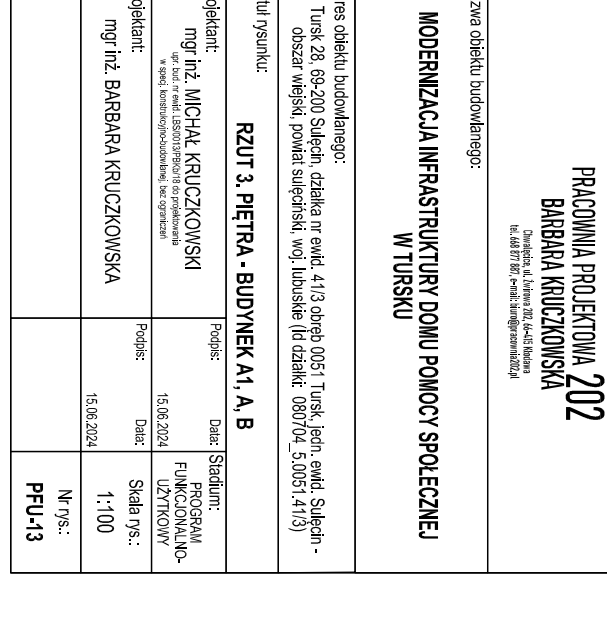 PRACOWNIA PROJEKTOWA 202
BARBARA KRUCZKOWSKA
Chwalęcice, ul. Żwirowa 202, 66-415 Kłodawa
tel. 668 877 887, e-mail: biuro@pracownia202.pl
zwa obiektu budowlanego:
MODERNIZACJA INFRASTRUKTURY DOMU POMOCY SPOŁECZNEJ
W TURSKU
res obiektu budowlanego:
Tursk 28, 69-200 Sulęcin, działka nr ewid. 41/3 obręb 0051 Tursk, jedn. ewid. Sulęcin -
obszar wiejski, powiat sulęciński, woj. lubuskie (Id działki: 080704_5.0051.41/3)
tuł rysunku:
RZUT 3. PIĘTRA - BUDYNEK A1, A, B
ojektant:
mgr inż. MICHAŁ KRUCZKOWSKI
upr. bud. nr ewid. LBS/0013/PBKb/18 do projektowania
w specj. konstrukcyjno-budowlanej, bez ograniczeń
Podpis:
Data:
15.06.2024
Stadium:
PROGRAM
FUNKCJONALNO-
UŻYTKOWY
ojektant:
mgr inż. BARBARA KRUCZKOWSKA
Podpis:
Data:
15.06.2024
Skala rys.:
1:100
Nr rys.:
PFU-13